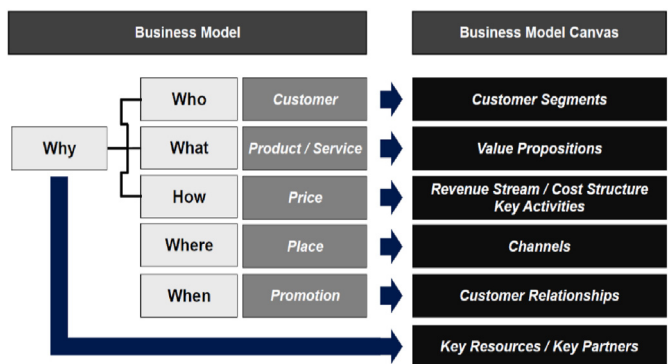 Business Model
Business Model Canvas
Who
Customer
Customer Segments
Why
What
Product / Service
Value Propositions
How
Price
Revenue Stream / Cost Structure
Key Activities
Where
Place
Channels
When
Promotion
Customer Relationships
Key Resources / Key Partners